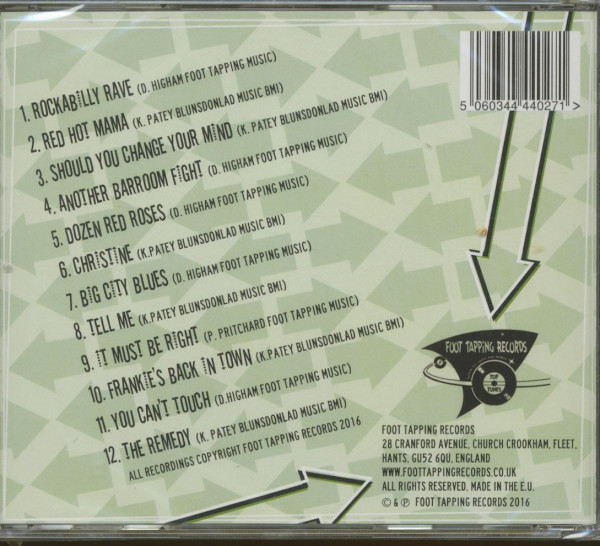 1. ROCKABILLY RAVE (D. HIGHAM FOOT TAPPING MUSIC)
2. RED HOT MAMA (K. PATEY BLUNSDONLAD MUSIC BMI)
3. SHOULD YOU CHANGE YOUR MIND (K. PATEY BLUNSDONLAD MUSIC BMI)
4. ANOTHER BARROOM FIGHT (D. HIGHAM FOOT TAPPING MUSIC)
5. DOZEN RED ROSES (D. HIGHAM FOOT TAPPING MUSIC)
6. CHRISTINE (K.PATEY BLUNSDONLAD MUSIC BMI)
7. BIG CITY BLUES (D. HIGHAM FOOT TAPPING MUSIC)
8. TELL ME (K.PATEY BLUNSDONLAD MUSIC BMI)
9. IT MUST BE RIGHT (P. PRITCHARD FOOT TAPPING MUSIC)
10. FRANKIE'S BACK IN TOWN (K.PATEY BLUNSDONLAD MUSIC BMI)
11. YOU CAN'T TOUCH (D.HIGHAM FOOT TAPPING MUSIC)
12. THE REMEDY (K. PATEY BLUNSDONLAD MUSIC BMI)
ALL RECORDINGS COPYRIGHT FOOT TAPPING RECORDS 2016
5 060344 440271 >
FOOT TAPPING RECORDS
TOP
TUNES
FOOT TAPPING RECORDS
28 CRANFORD AVENUE, CHURCH CROOKHAM, FLEET,
HANTS, GU52 6QU, ENGLAND
WWW.FOOTTAPPINGRECORDS.CO.UK
ALL RIGHTS RESERVED. MADE IN THE E.U.
© & ℗ FOOT TAPPING RECORDS 2016